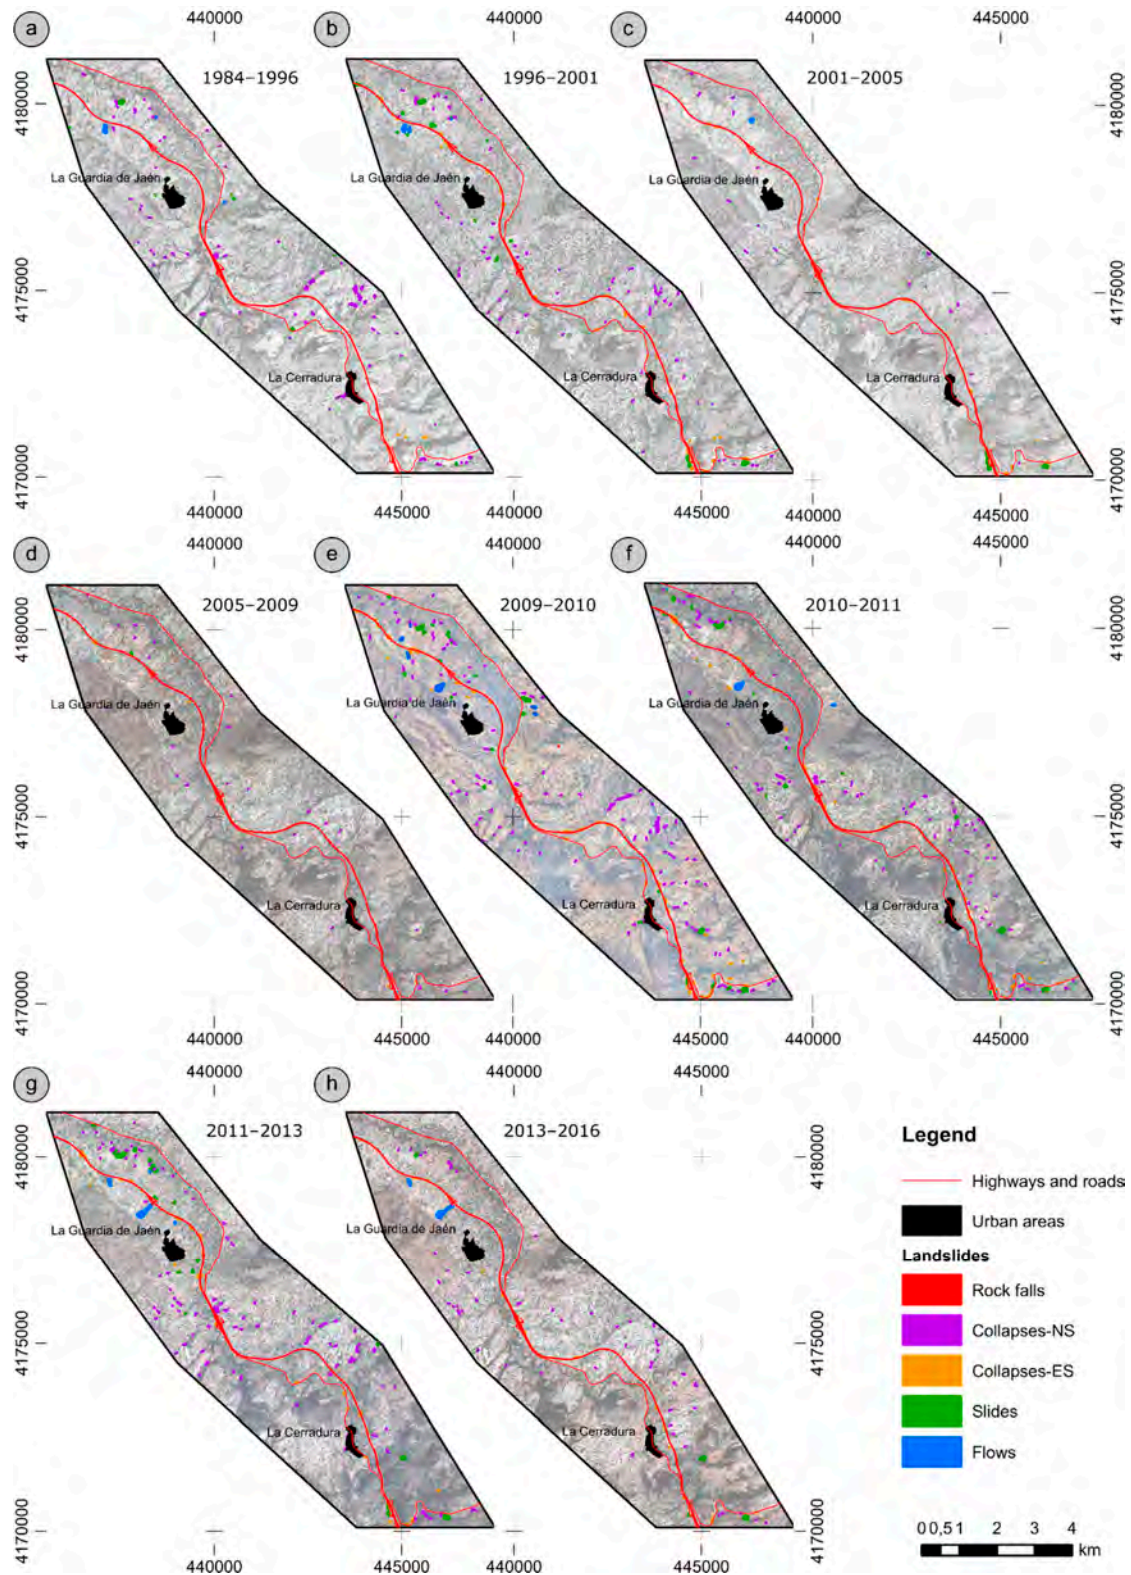 440000
440000
440000
445000
a
b
c
1984-1996
1996-2001
2001-2005
4180000
4180000
La Guardia de Jaén
La Guardia de Jaén
La Guardia de Jaén
4175000
4175000
La Cerradura
La Cerradura
La Cerradura
4170000
4170000
440000
445000
440000
445000
440000
445000
440000
440000
440000
445000
d
e
f
2005-2009
2009-2010
2010-2011
4180000
4180000
La Guardia de Jaén
La Guardia de Jaén
La Guardia de Jaén
4175000
4175000
La Cerradura
La Cerradura
La Cerradura
4170000
4170000
440000
445000
440000
445000
440000
445000
440000
440000
445000
g
h
2011-2013
2013-2016
4180000
4180000
La Guardia de Jaén
La Guardia de Jaén
4175000
4175000
La Cerradura
La Cerradura
4170000
4170000
440000
445000
440000
445000
Legend
Highways and roads
Urban areas
Landslides
Rock falls
Collapses-NS
Collapses-ES
Slides
Flows
0 0,5 1 2 3 4
km